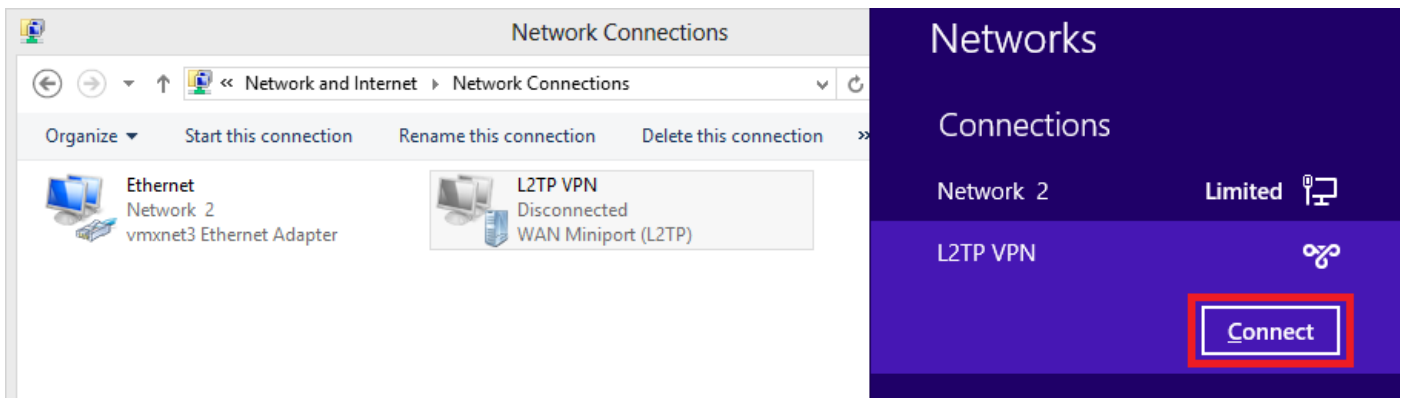 Network Connections
« Network and Internet Network Connections
Organize Start this connection Rename this connection Delete this connection »
Ethernet
Network 2
vmxnet3 Ethernet Adapter
L2TP VPN
Disconnected
WAN Miniport (L2TP)
Networks
Connections
Network 2 Limited
L2TP VPN
Connect